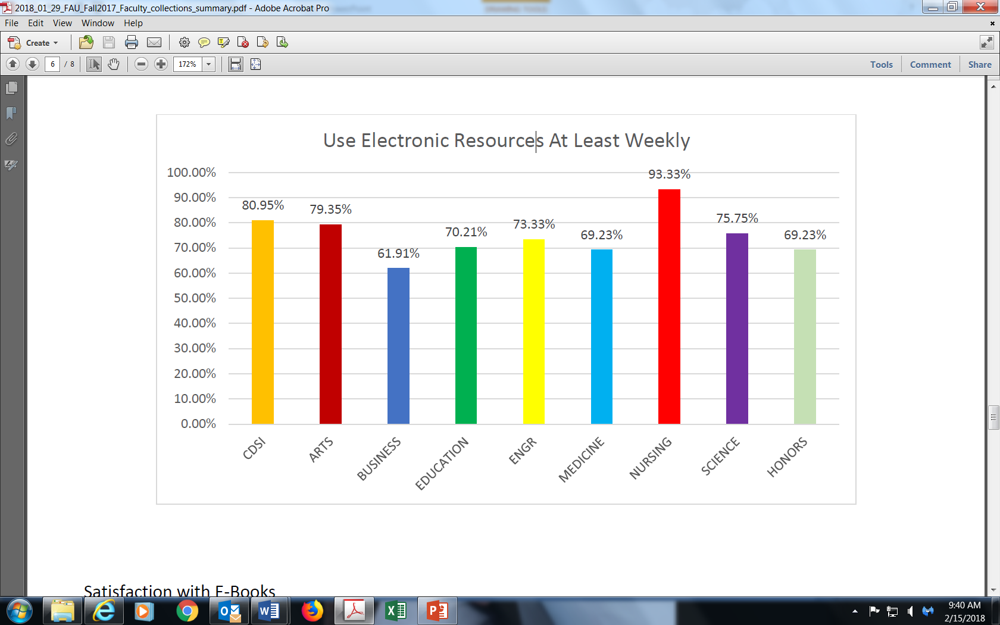 2018_01_29_FAU_Fall2017_Faculty_collections_summary.pdf - Adobe Acrobat Pro
File Edit View Window Help
Create
6 / 8 172% Tools Comment Share
Use Electronic Resources At Least Weekly
100.00%
90.00%
80.00%
70.00%
60.00%
50.00%
40.00%
30.00%
20.00%
10.00%
0.00%
80.95%
79.35%
61.91%
70.21%
73.33%
69.23%
93.33%
75.75%
69.23%
CDSI
ARTS
BUSINESS
EDUCATION
ENGR
MEDICINE
NURSING
SCIENCE
HONORS
Satisfaction with E-Books
9:40 AM
2/15/2018